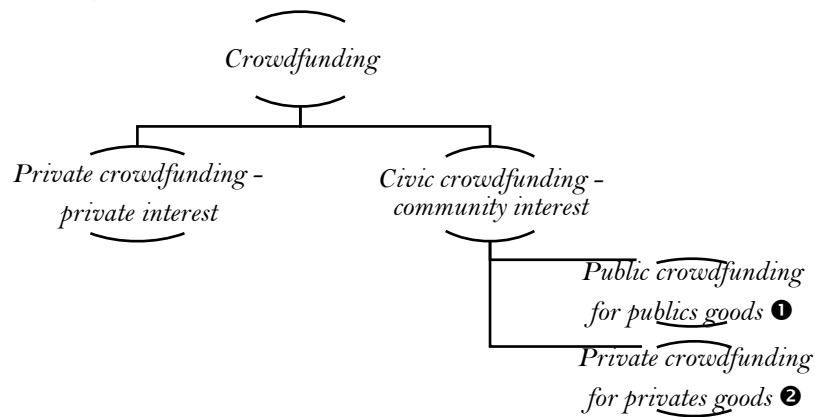 Crowdfunding
Private crowdfunding -
private interest
Civic crowdfunding -
community interest
Public crowdfunding
for publics goods ❶
Private crowdfunding
for privates goods ❷